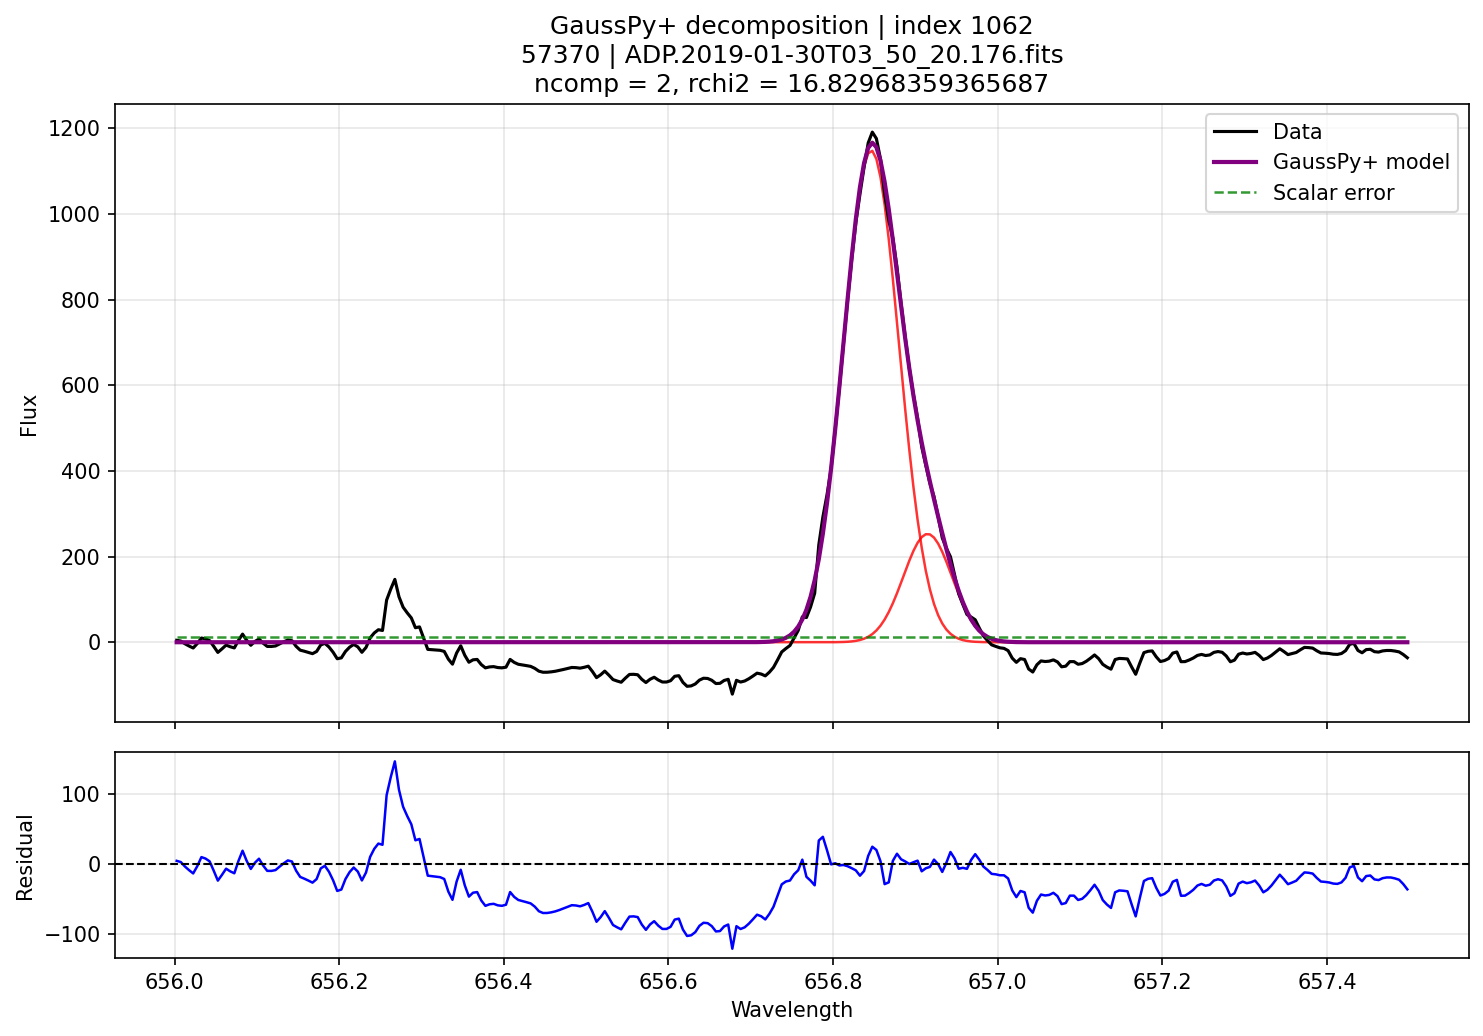 GaussPy+ decomposition | index 1062
57370 | ADP.2019-01-30T03_50_20.176.fits
ncomp = 2, rchi2 = 16.82968359365687
Data
GaussPy+ model
Scalar error
1200
1000
800
600
400
200
0
Flux
100
0
−100
Residual
656.0 656.2 656.4 656.6 656.8 657.0 657.2 657.4
Wavelength